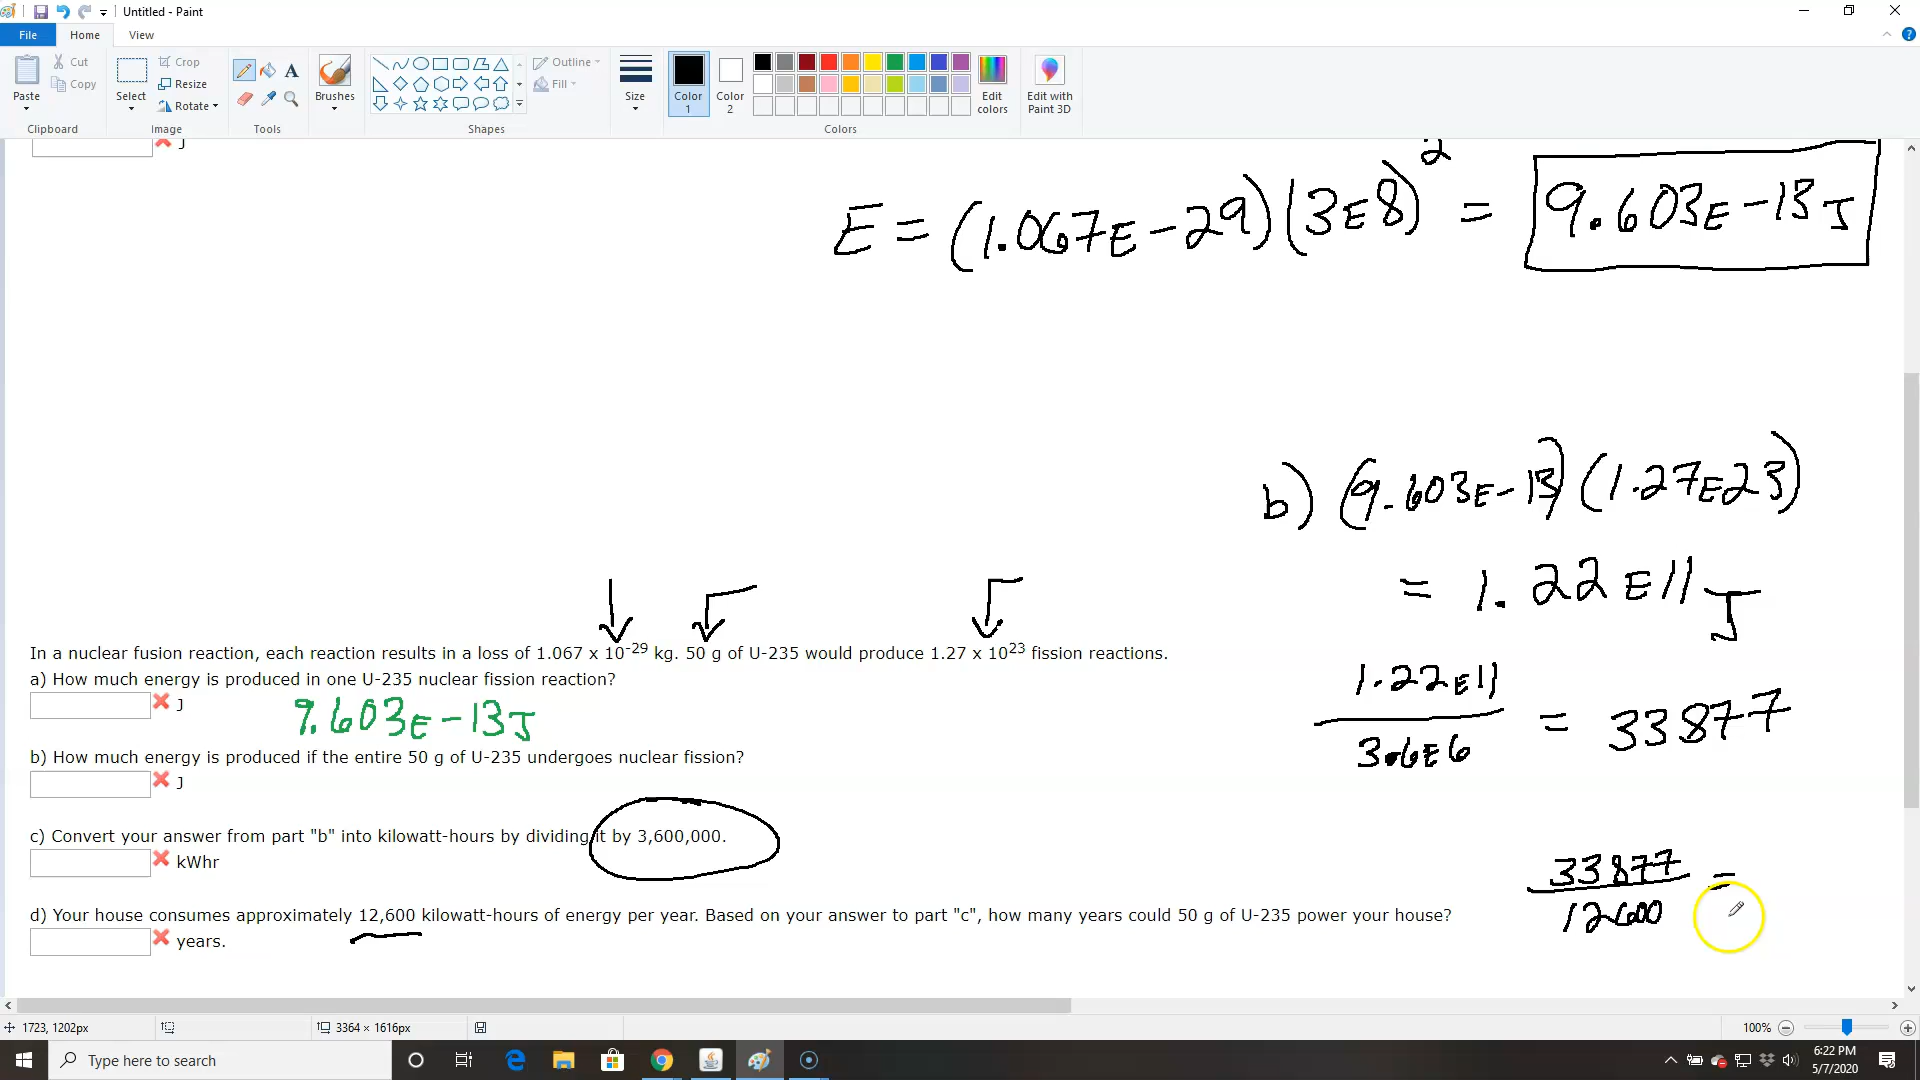 Untitled - Paint
File
Home
View
Paste
Cut
Copy
Clipboard
Select
Crop
Resize
Rotate
Image
A
Tools
Brushes
Shapes
Outline
Fill
Size
Color
1
Color
2
Colors
Edit
colors
Edit with
Paint 3D
J
E = (1.067E-29)(3E8)² = 9.603E-13J
b) (9.603E-13)(1.27E23)
= 1.22E11 J
In a nuclear fusion reaction, each reaction results in a loss of 1.067 x 10⁻²⁹ kg. 50 g of U-235 would produce 1.27 x 10²³ fission reactions.
a) How much energy is produced in one U-235 nuclear fission reaction?
J
9.603E-13J
1.22E11
3.6E6
= 33877
b) How much energy is produced if the entire 50 g of U-235 undergoes nuclear fission?
J
c) Convert your answer from part "b" into kilowatt-hours by dividing it by 3,600,000.
kWhr
33877
12600
=
d) Your house consumes approximately 12,600 kilowatt-hours of energy per year. Based on your answer to part "c", how many years could 50 g of U-235 power your house?
years.
1723, 1202px
3364 × 1616px
100%
Type here to search
6:22 PM
5/7/2020